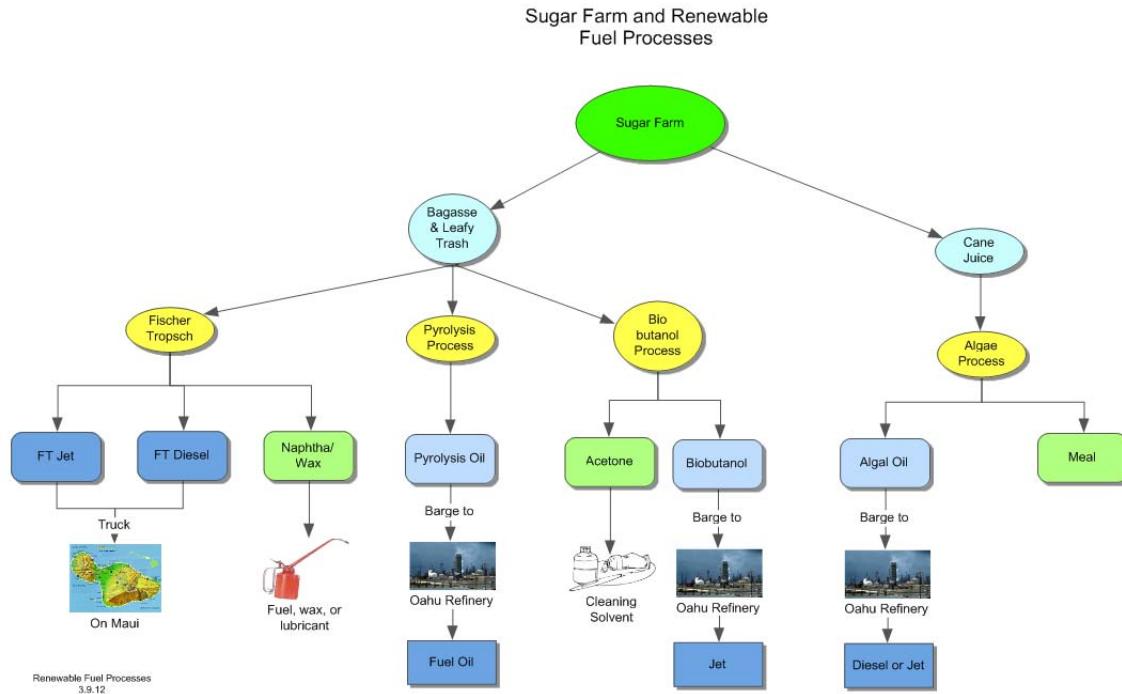 Sugar Farm and Renewable
Fuel Processes
Sugar Farm
Bagasse
& Leafy
Trash
Cane
Juice
Fischer
Tropsch
Pyrolysis
Process
Bio
butanol
Process
Algae
Process
FT Jet
FT Diesel
Naphtha/
Wax
Pyrolysis Oil
Acetone
Biobutanol
Algal Oil
Meal
Truck
Barge to
Barge to
Barge to
On Maui
Fuel, wax, or
lubricant
Oahu Refinery
Cleaning
Solvent
Oahu Refinery
Oahu Refinery
Fuel Oil
Jet
Diesel or Jet
Renewable Fuel Processes
3.9.12